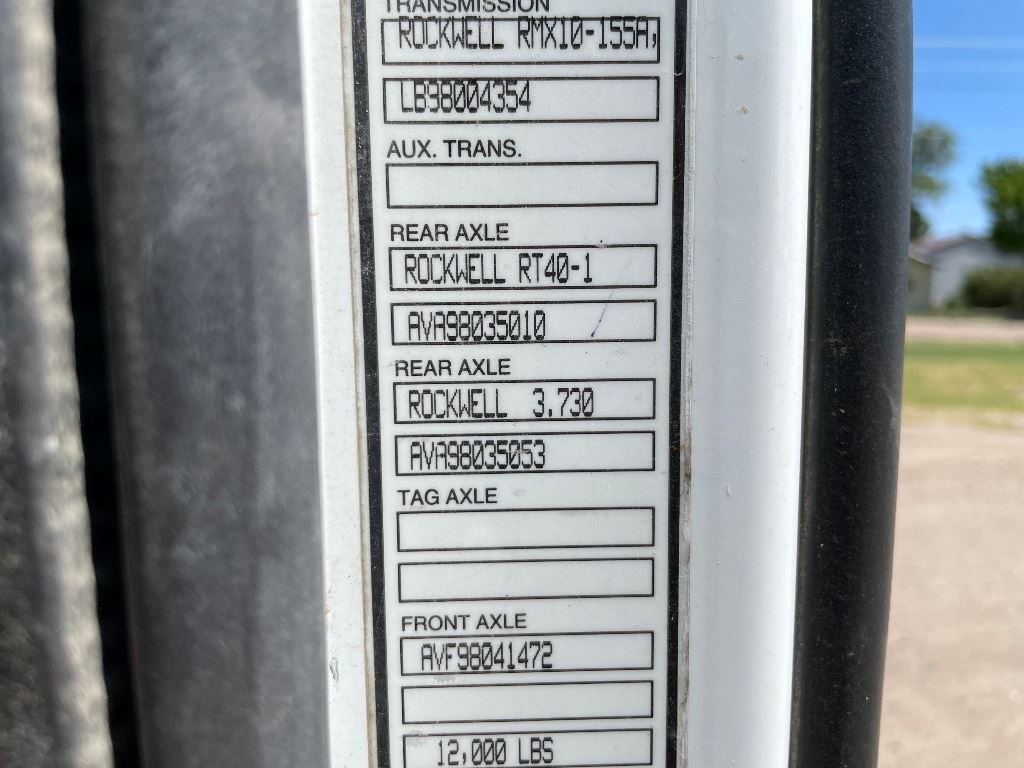 TRANSMISSION
ROCKWELL RMX10-155A,
LB98004354
AUX. TRANS.
REAR AXLE
ROCKWELL RT40-1
AVA98035010
REAR AXLE
ROCKWELL 3.730
AVA98035053
TAG AXLE
FRONT AXLE
AVF98041472
12,000 LBS